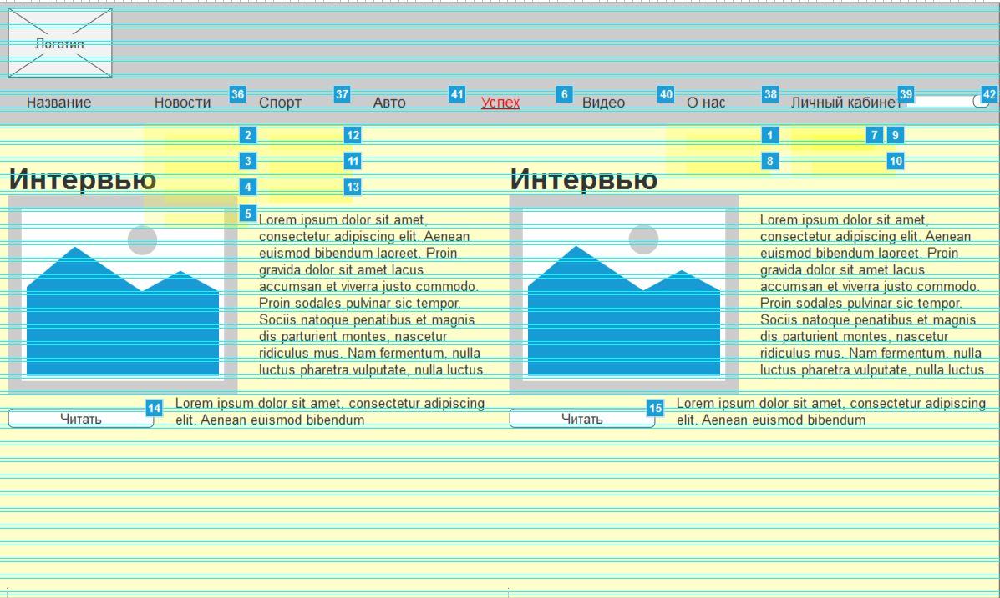 Логотип
36 37 41 6 40 38 39 42
Название Новости Спорт Авто Успех Видео О нас Личный кабинет
2 12 1 7 9
3 11 8 10
Интервью Интервью
4 13
5
Lorem ipsum dolor sit amet,
consectetur adipiscing elit. Aenean
euismod bibendum laoreet. Proin
gravida dolor sit amet lacus
accumsan et viverra justo commodo.
Proin sodales pulvinar sic tempor.
Sociis natoque penatibus et magnis
dis parturient montes, nascetur
ridiculus mus. Nam fermentum, nulla
luctus pharetra vulputate, nulla luctus
14
Читать
Lorem ipsum dolor sit amet, consectetur adipiscing
elit. Aenean euismod bibendum
Lorem ipsum dolor sit amet,
consectetur adipiscing elit. Aenean
euismod bibendum laoreet. Proin
gravida dolor sit amet lacus
accumsan et viverra justo commodo.
Proin sodales pulvinar sic tempor.
Sociis natoque penatibus et magnis
dis parturient montes, nascetur
ridiculus mus. Nam fermentum, nulla
luctus pharetra vulputate, nulla luctus
15
Читать
Lorem ipsum dolor sit amet, consectetur adipiscing
elit. Aenean euismod bibendum